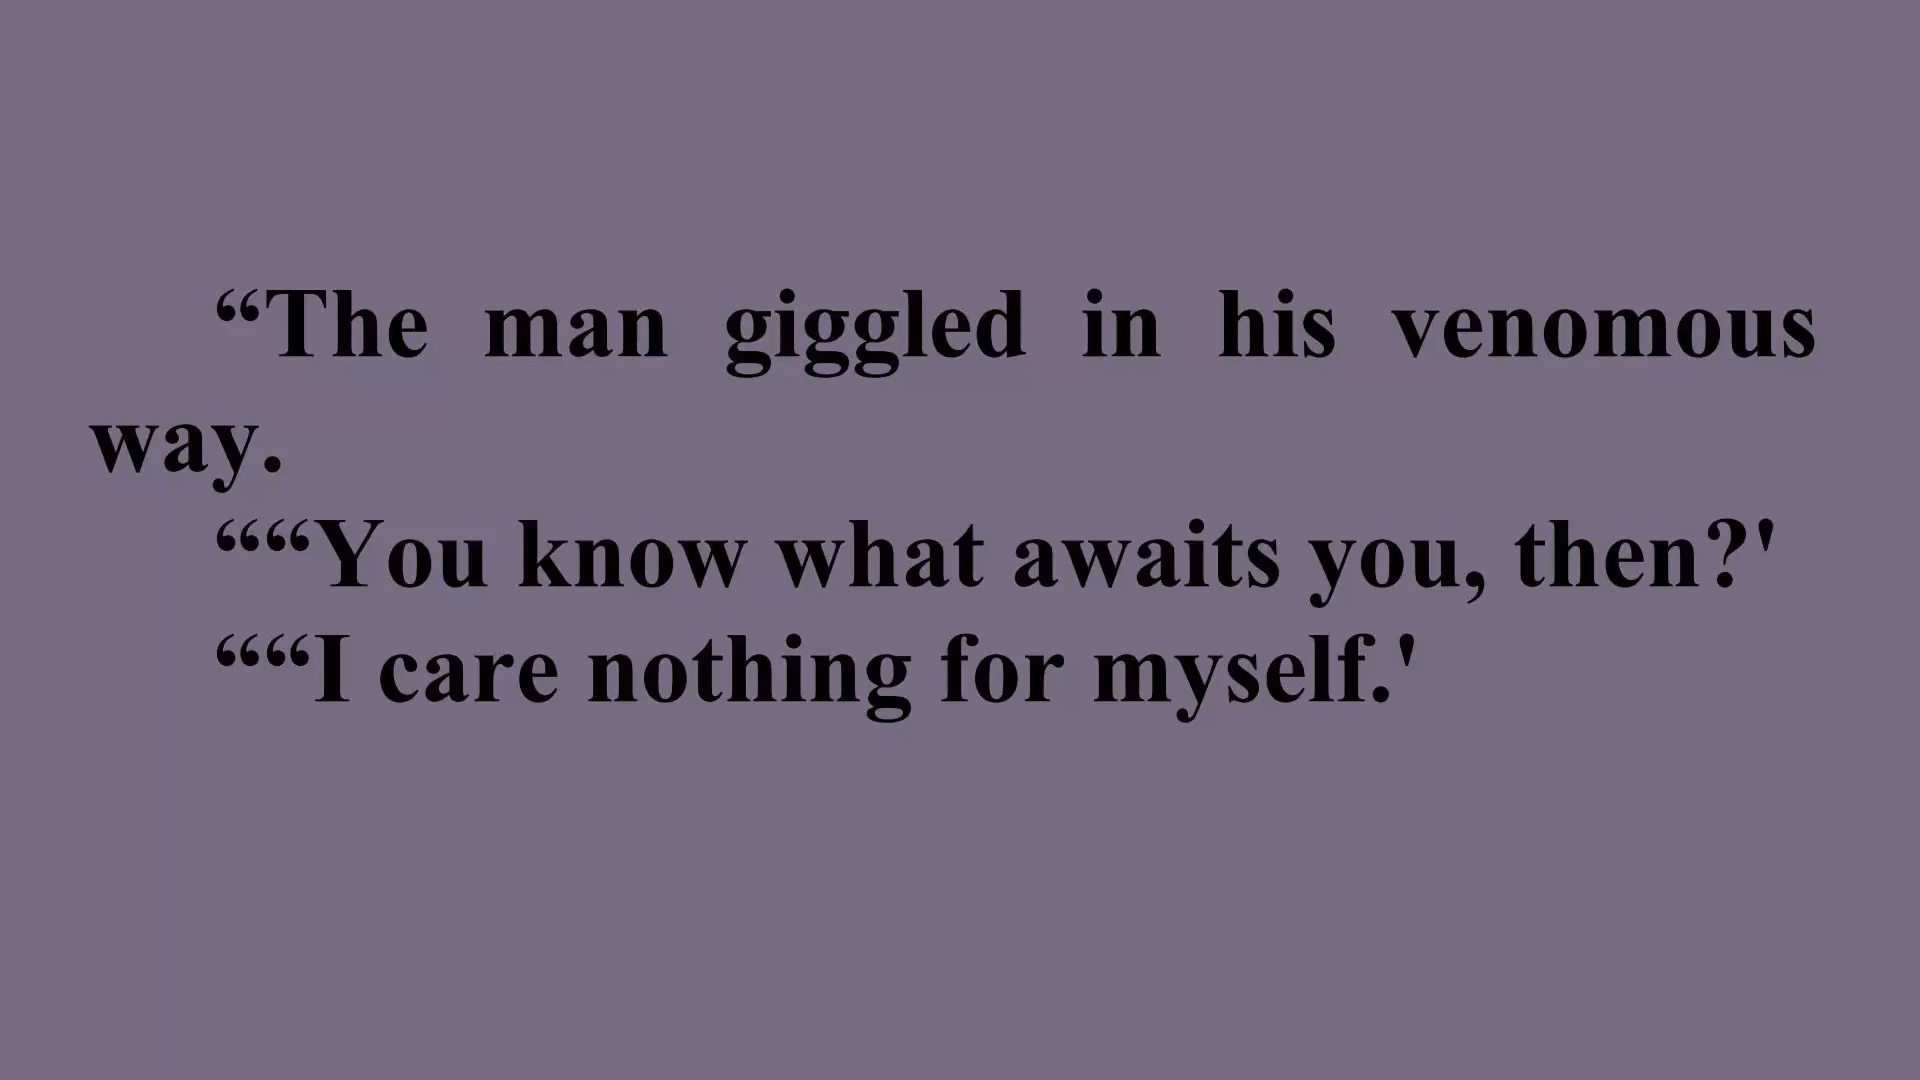 “The man giggled in his venomous
way.
“““You know what awaits you, then?'
“““I care nothing for myself.'